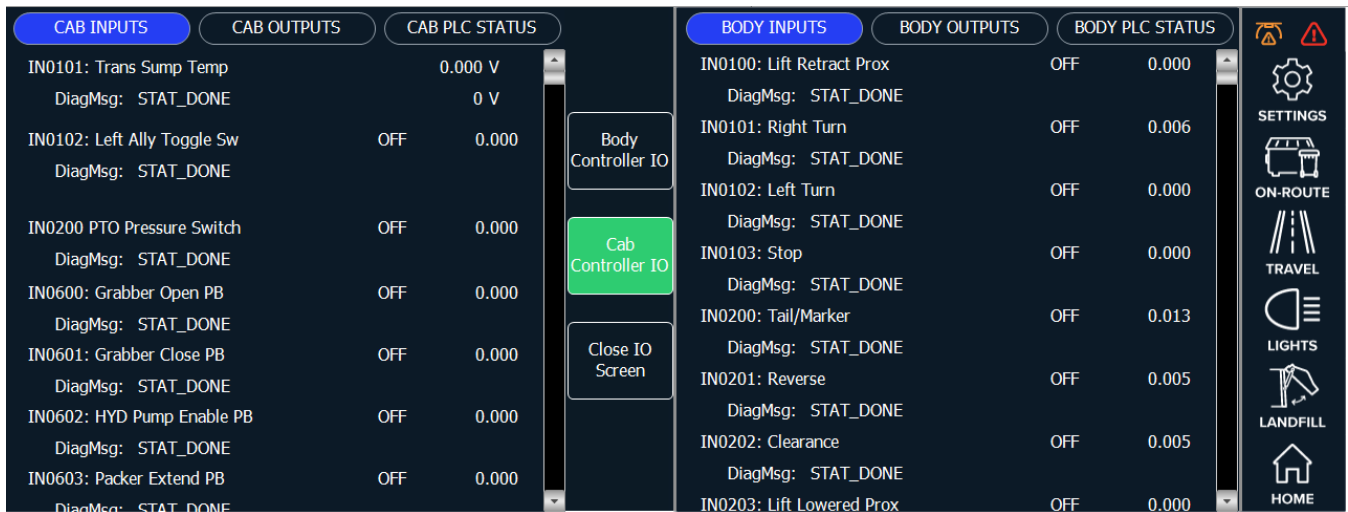 CAB INPUTS CAB OUTPUTS CAB PLC STATUS
IN0101: Trans Sump Temp 0.000 V
DiagMsg: STAT_DONE 0 V
IN0102: Left Ally Toggle Sw OFF 0.000
DiagMsg: STAT_DONE
IN0200 PTO Pressure Switch OFF 0.000
DiagMsg: STAT_DONE
IN0600: Grabber Open PB OFF 0.000
DiagMsg: STAT_DONE
IN0601: Grabber Close PB OFF 0.000
DiagMsg: STAT_DONE
IN0602: HYD Pump Enable PB OFF 0.000
DiagMsg: STAT_DONE
IN0603: Packer Extend PB OFF 0.000
DiagMsg: STAT_DONE
Body
Controller IO
Cab
Controller IO
Close IO
Screen
BODY INPUTS BODY OUTPUTS BODY PLC STATUS
IN0100: Lift Retract Prox OFF 0.000
DiagMsg: STAT_DONE
IN0101: Right Turn OFF 0.006
DiagMsg: STAT_DONE
IN0102: Left Turn OFF 0.000
DiagMsg: STAT_DONE
IN0103: Stop OFF 0.000
DiagMsg: STAT_DONE
IN0200: Tail/Marker OFF 0.013
DiagMsg: STAT_DONE
IN0201: Reverse OFF 0.005
DiagMsg: STAT_DONE
IN0202: Clearance OFF 0.005
DiagMsg: STAT_DONE
IN0203: Lift Lowered Prox OFF 0.000
SETTINGS
ON-ROUTE
TRAVEL
LIGHTS
LANDFILL
HOME